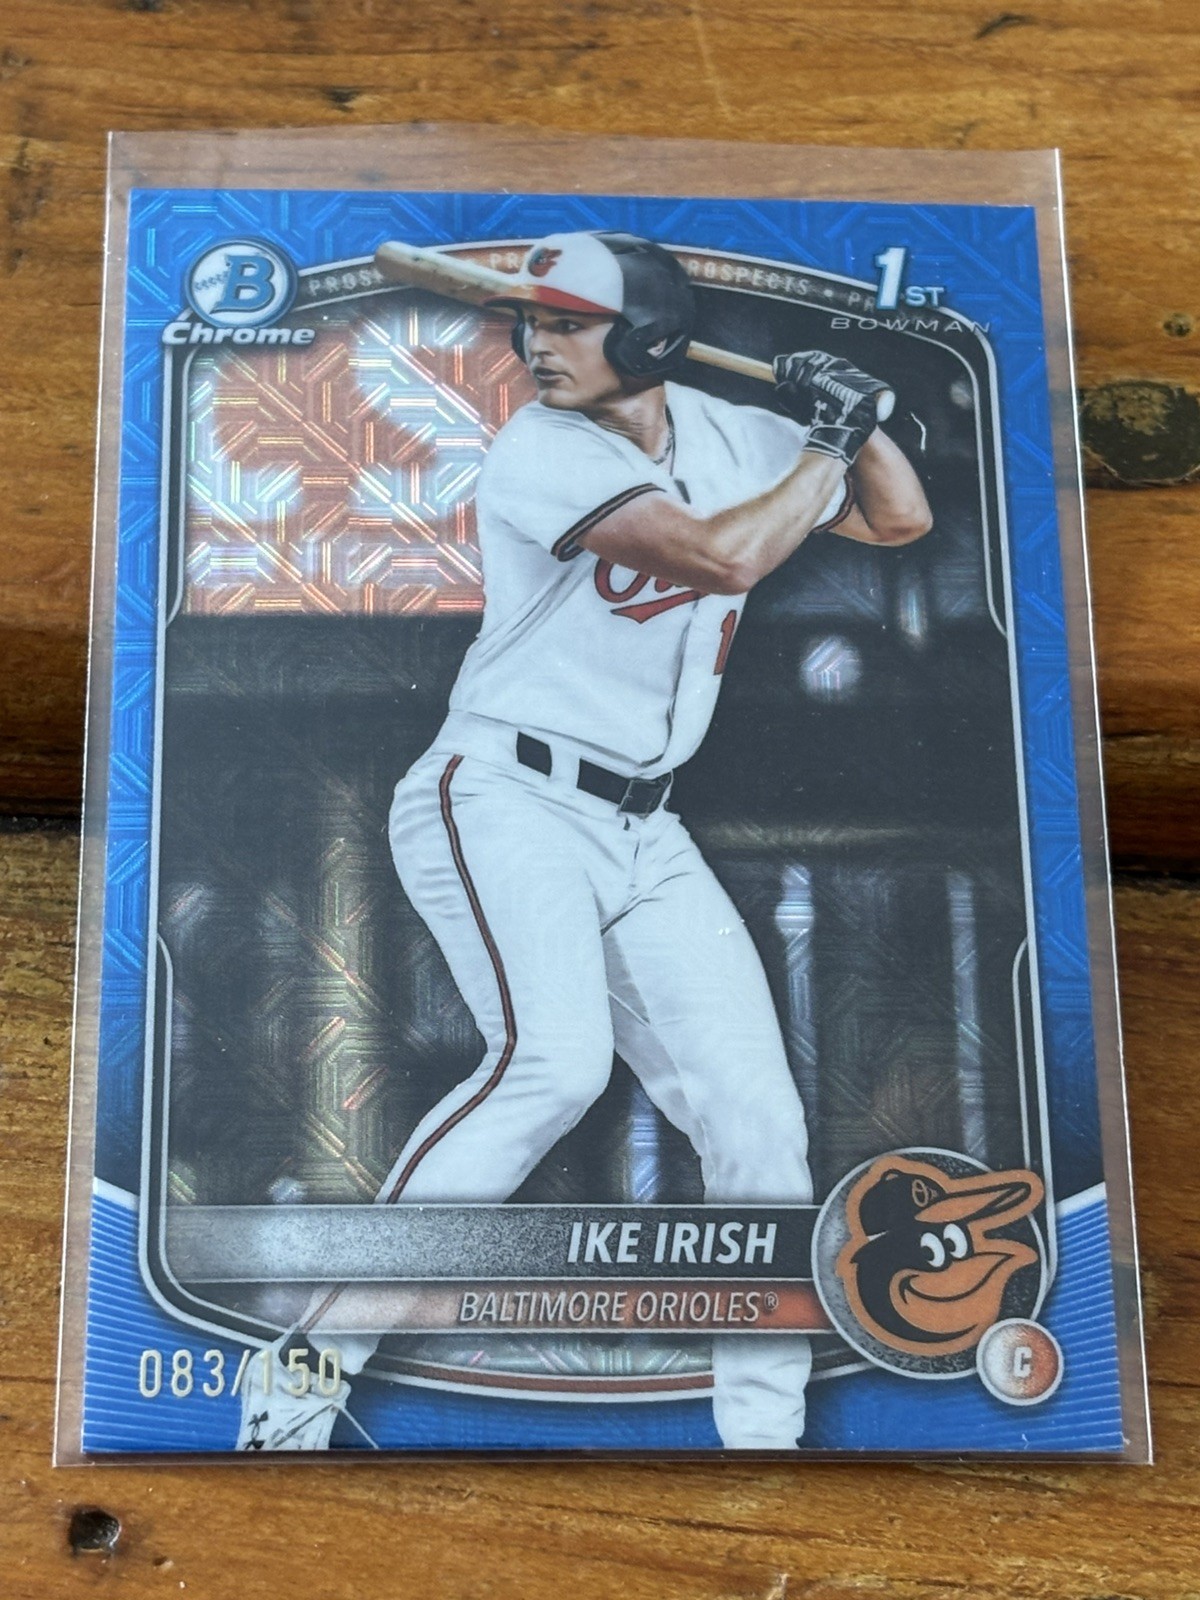 B
Chrome
PROSPECTS
1ST
BOWMAN
IKE IRISH
BALTIMORE ORIOLES®
083/150
C